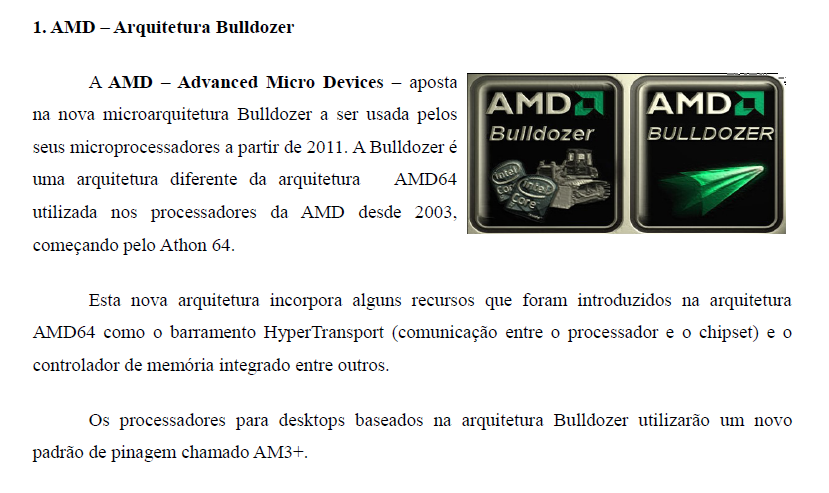 1. AMD – Arquitetura Bulldozer
A AMD – Advanced Micro Devices – aposta
na nova microarquitetura Bulldozer a ser usada pelos
seus microprocessadores a partir de 2011. A Bulldozer é
uma arquitetura diferente da arquitetura AMD64
utilizada nos processadores da AMD desde 2003,
começando pelo Athon 64.
AMD
Bulldozer
intel
Core
intel
Core
AMD
BULLDOZER
Esta nova arquitetura incorpora alguns recursos que foram introduzidos na arquitetura
AMD64 como o barramento HyperTransport (comunicação entre o processador e o chipset) e o
controlador de memória integrado entre outros.
Os processadores para desktops baseados na arquitetura Bulldozer utilizarão um novo
padrão de pinagem chamado AM3+.